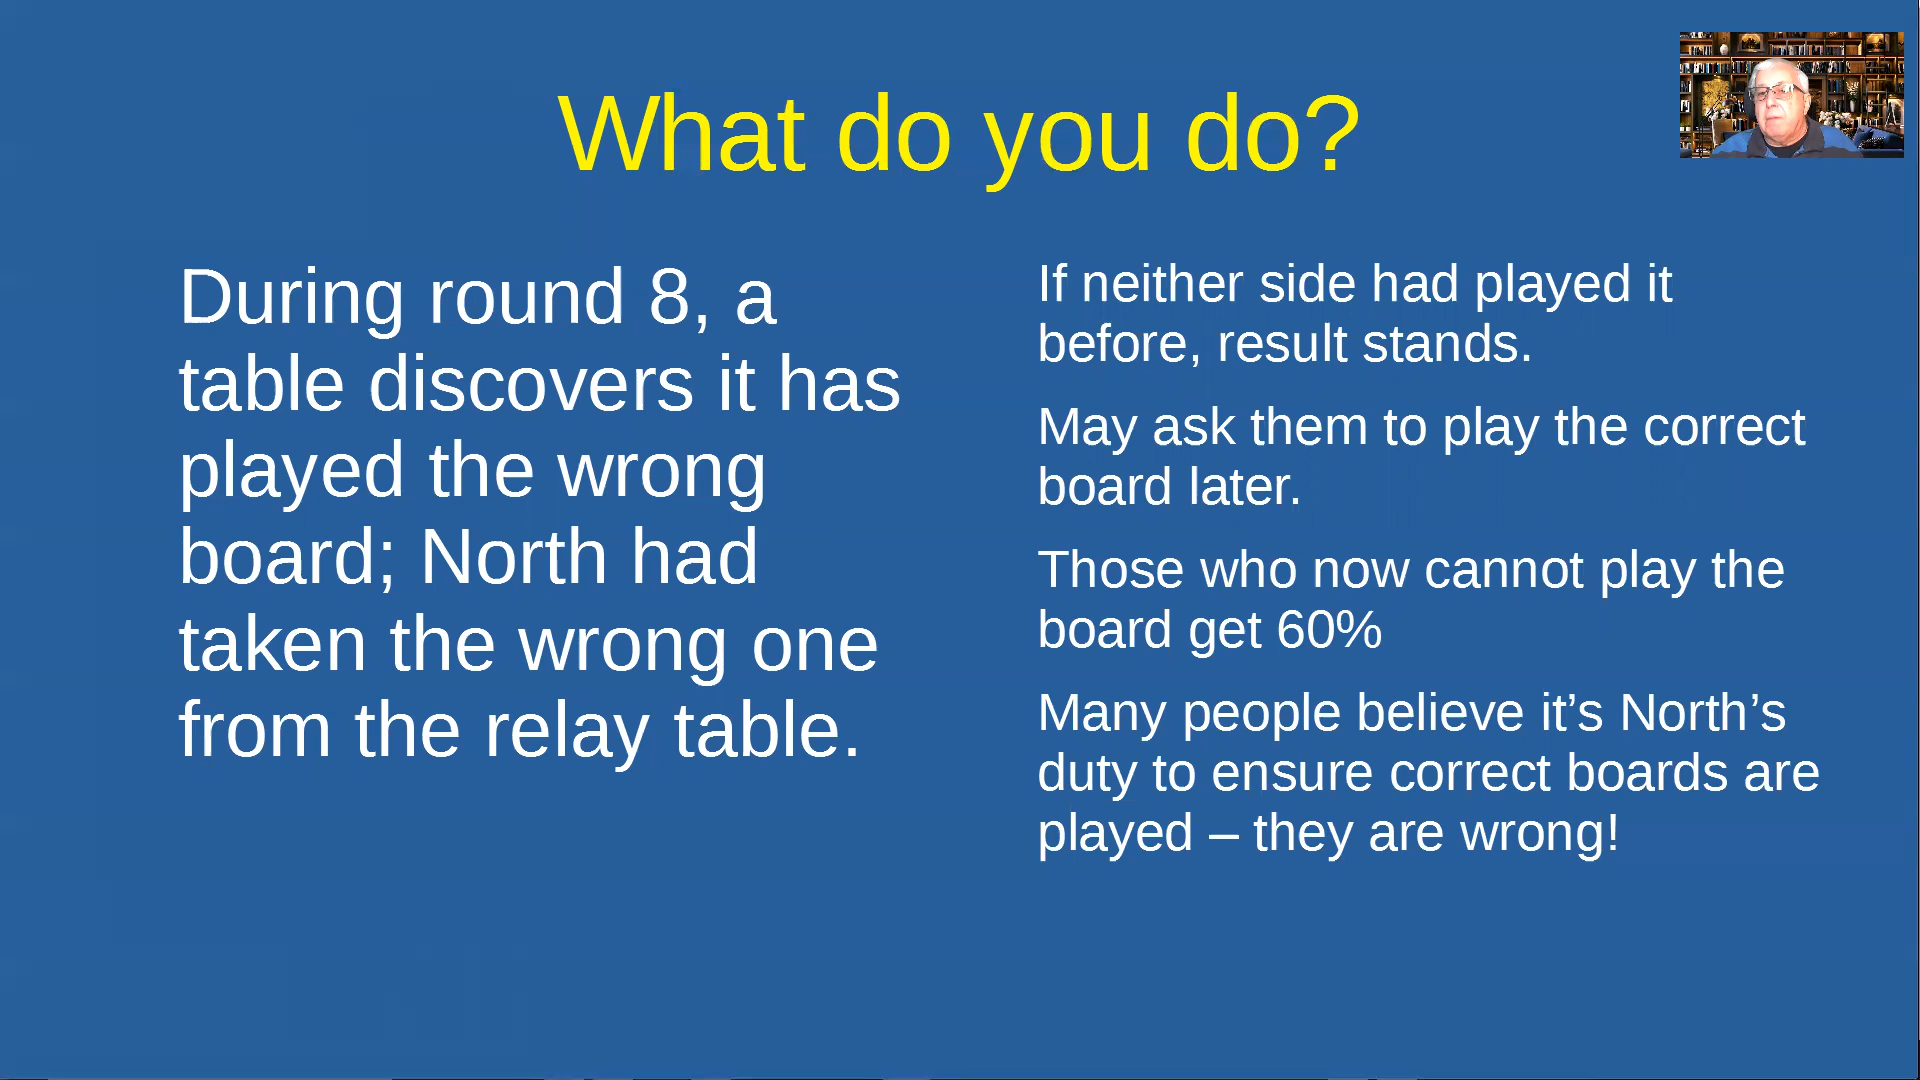 What do you do?
During round 8, a
table discovers it has
played the wrong
board; North had
taken the wrong one
from the relay table.
If neither side had played it
before, result stands.
May ask them to play the correct
board later.
Those who now cannot play the
board get 60%
Many people believe it’s North’s
duty to ensure correct boards are
played – they are wrong!